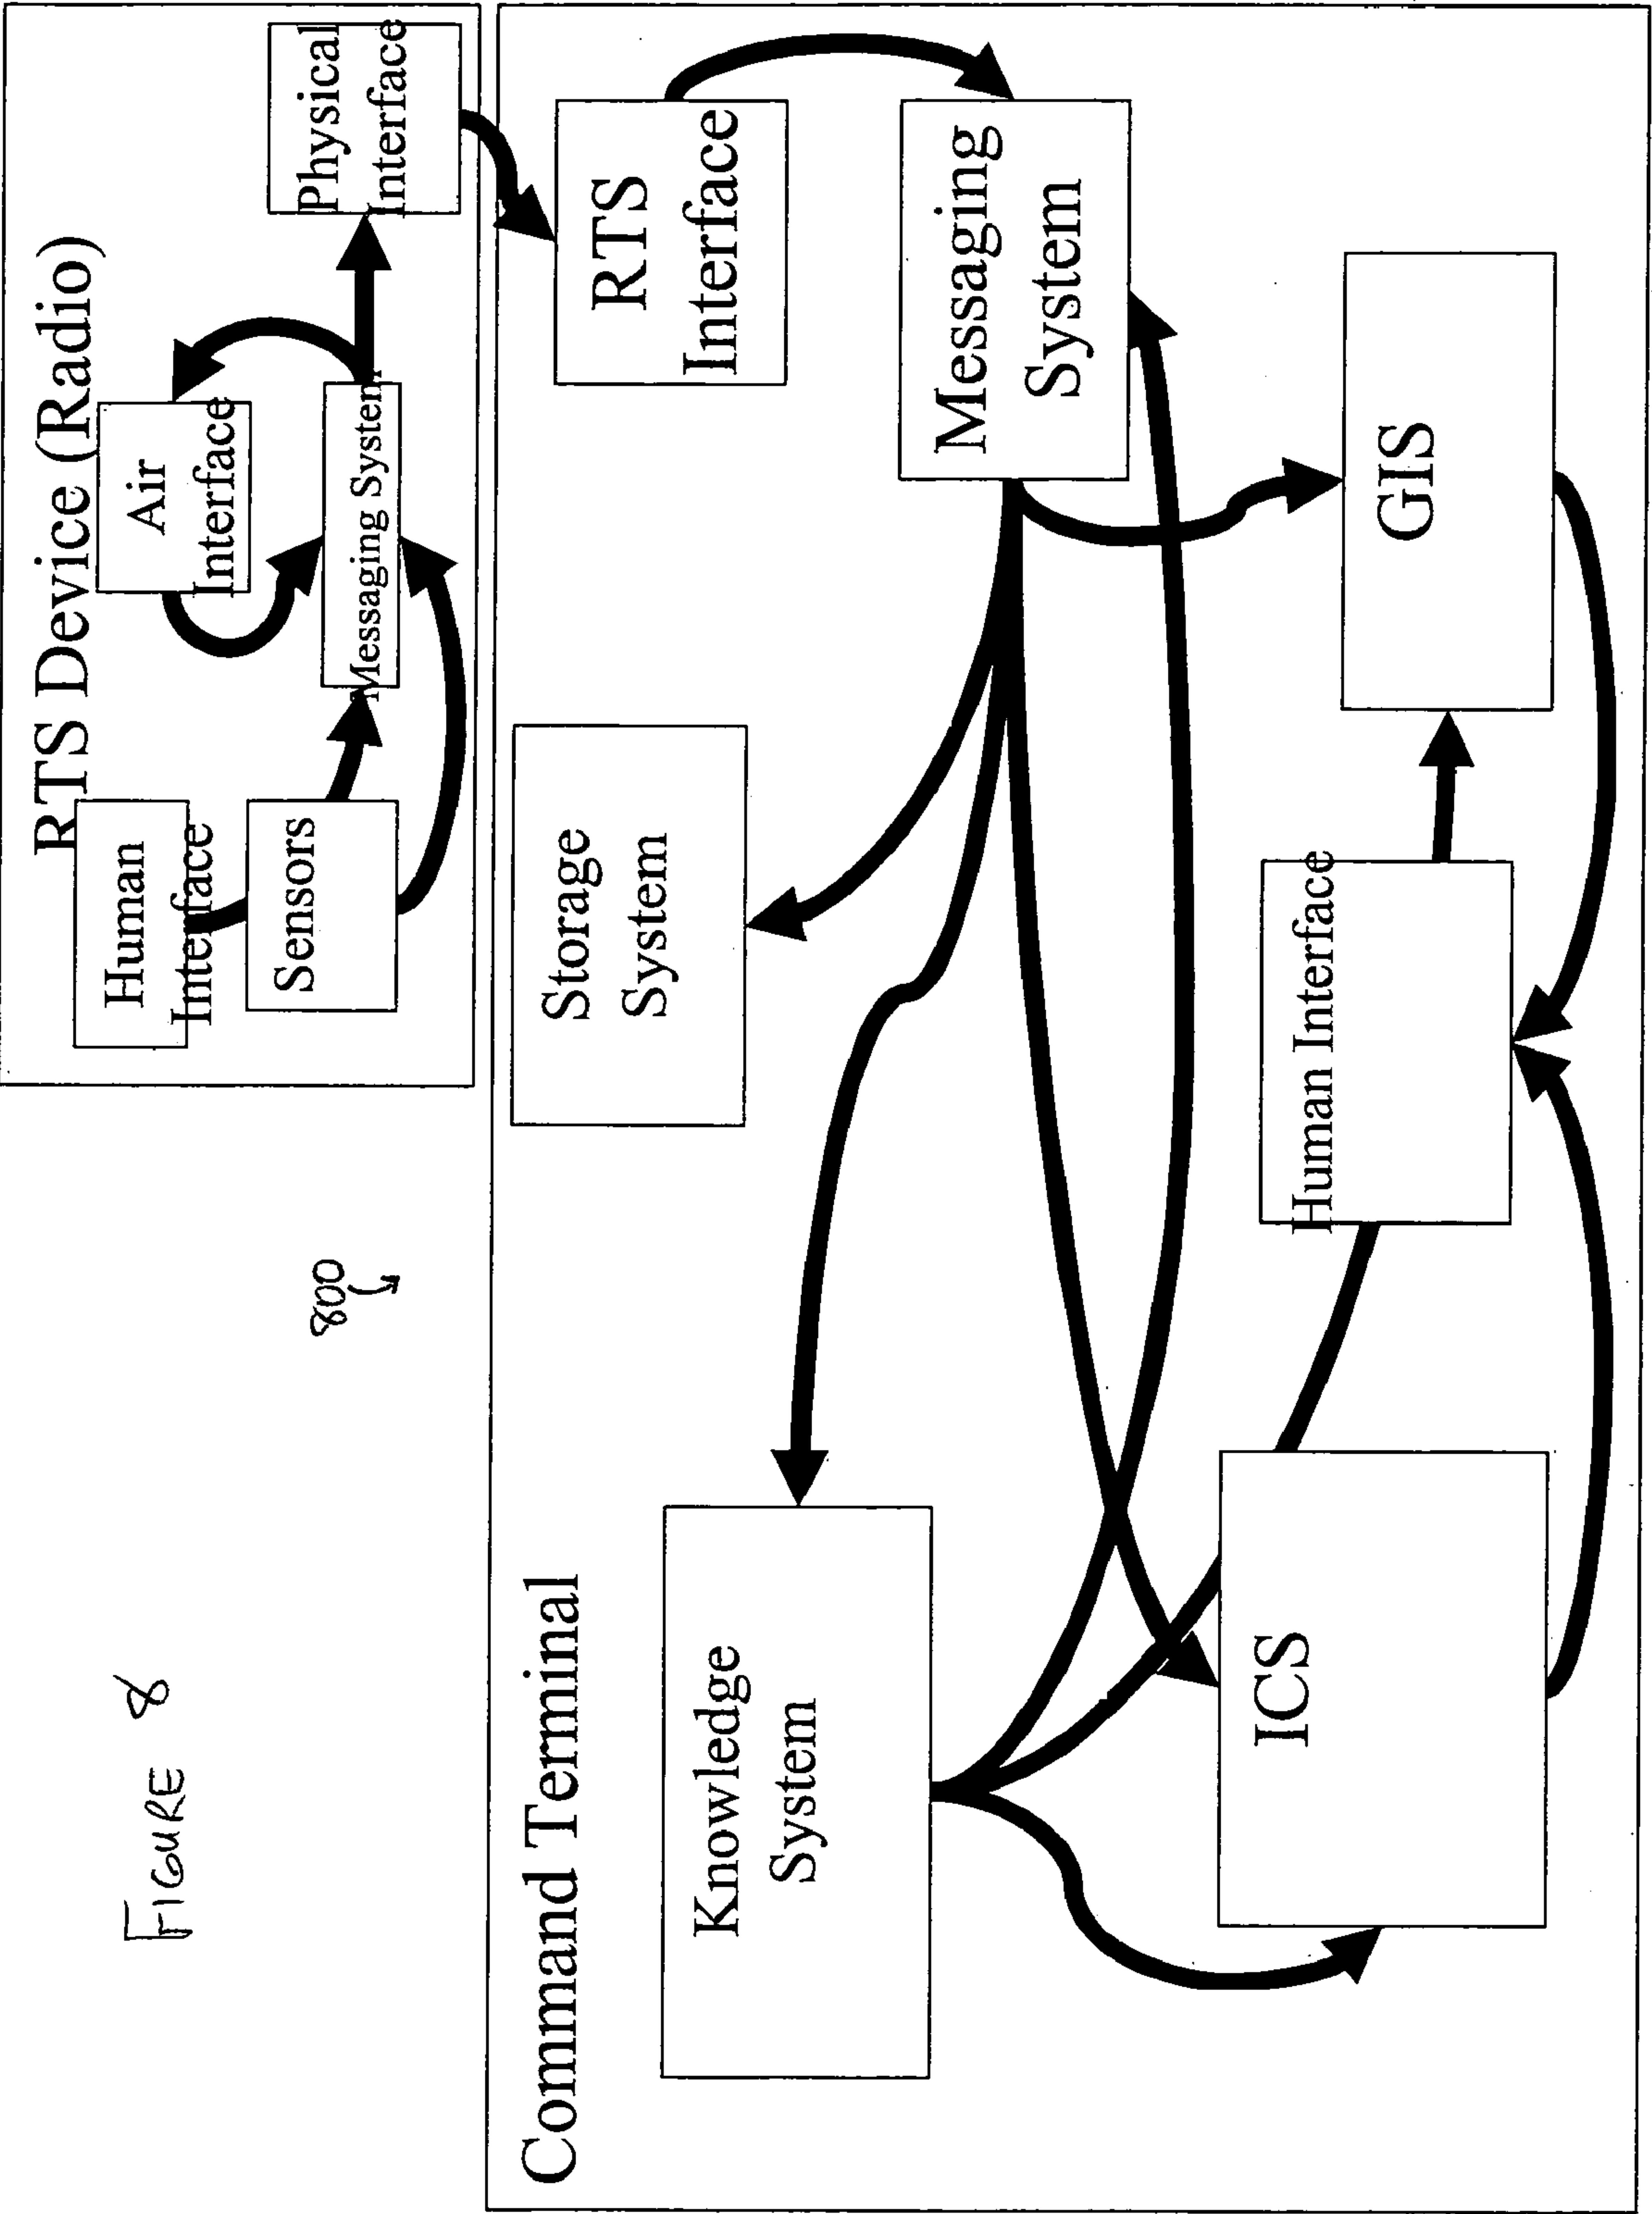 FIGURE 8
800
RTS Device (Radio)
Human
Interface
Sensors
Air
Interface
Messaging System
Physical
Interface
Command Terminal
Knowledge
System
Storage
System
RTS
Interface
Messaging
System
ICS
Human Interface
GIS